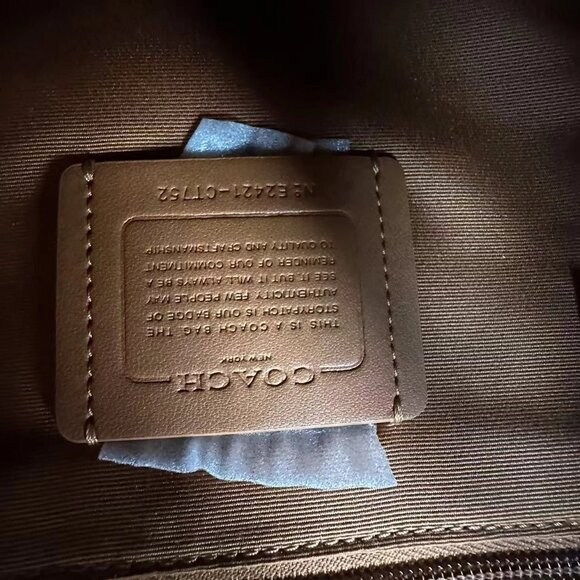 COACH
NEW YORK
THIS IS A COACH BAG. THE
STORYPATCH IS OUR BADGE OF
AUTHENTICITY FEW PEOPLE MAY
SEE IT, BUT IT WILL ALWAYS BE A
REMINDER OF OUR COMMITMENT
TO QUALITY AND CRAFTSMANSHIP
Nº E2421-CT752